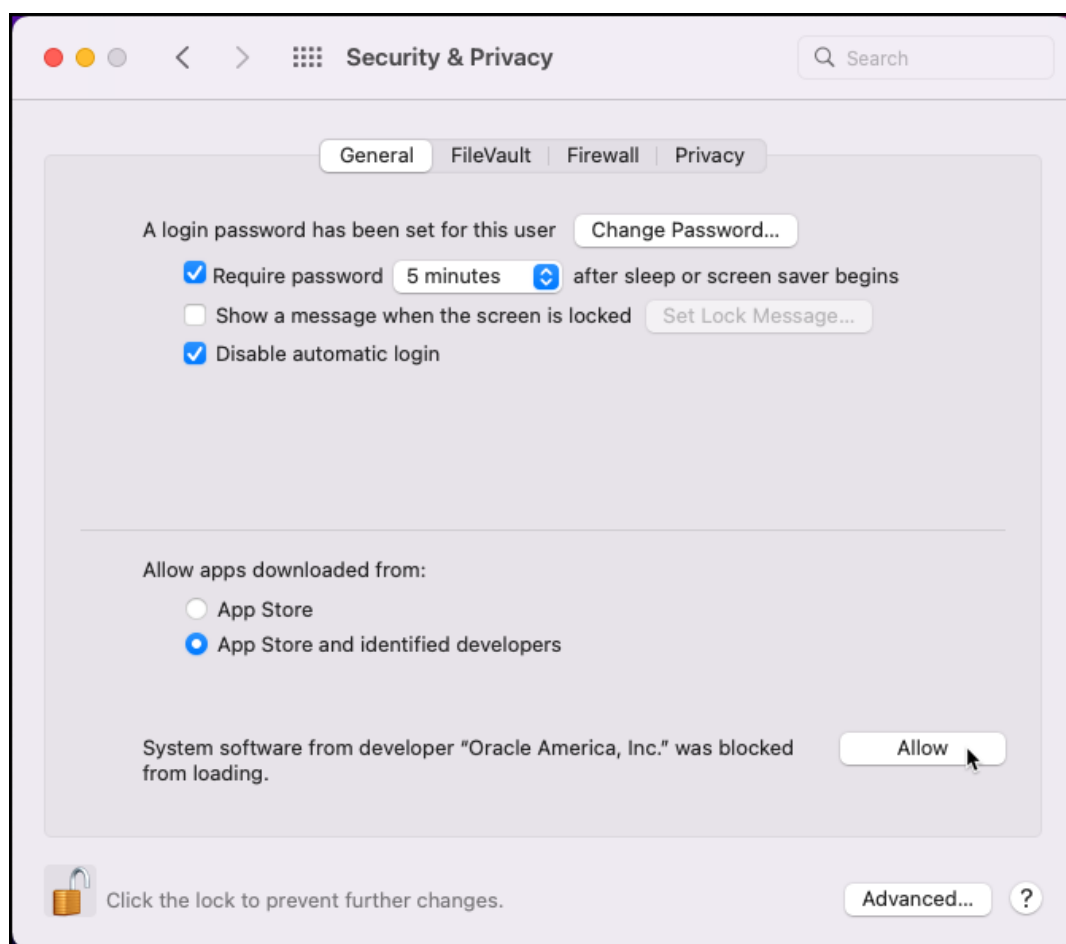 Security & Privacy
Search
General FileVault Firewall Privacy
A login password has been set for this user Change Password...
Require password 5 minutes after sleep or screen saver begins
Show a message when the screen is locked Set Lock Message...
Disable automatic login
Allow apps downloaded from:
App Store
App Store and identified developers
System software from developer “Oracle America, Inc.” was blocked
from loading.
Allow
Click the lock to prevent further changes.
Advanced... ?